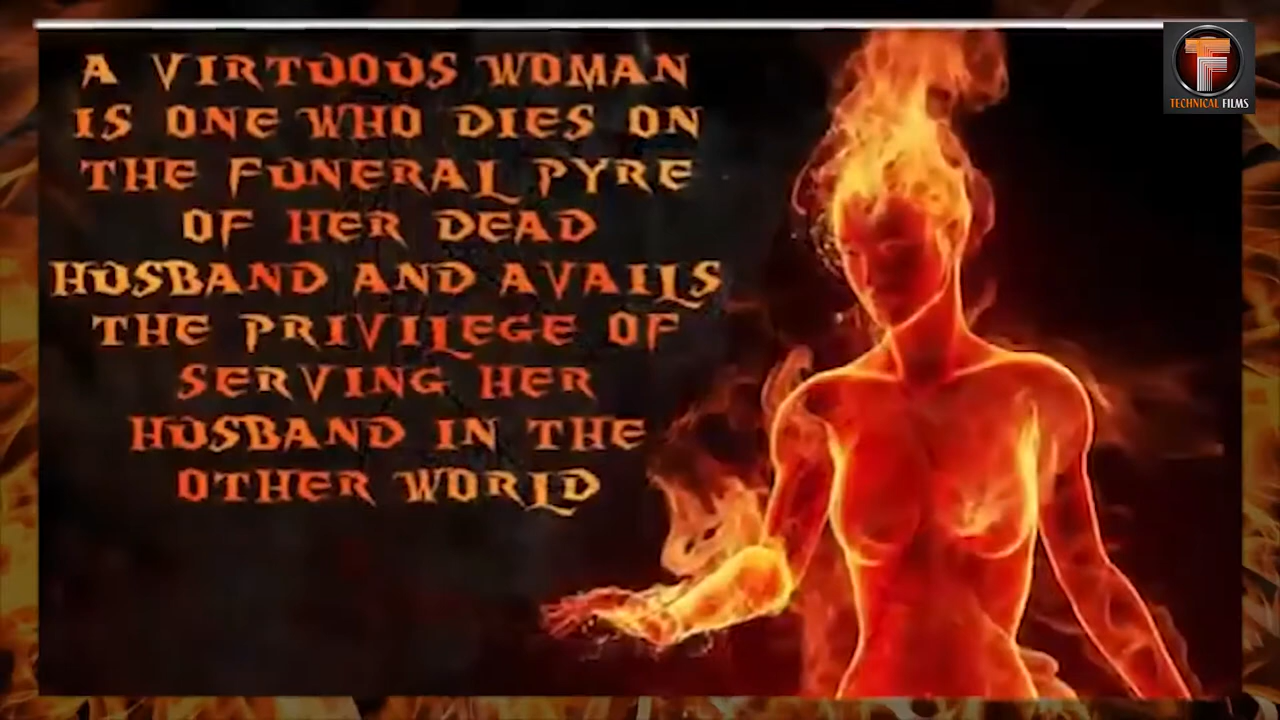 A VIRTUOUS WOMAN
IS ONE WHO DIES ON
THE FUNERAL PYRE
OF HER DEAD
HUSBAND AND AVAILS
THE PRIVILEGE OF
SERVING HER
HUSBAND IN THE
OTHER WORLD
TF
TECHNICAL FILMS